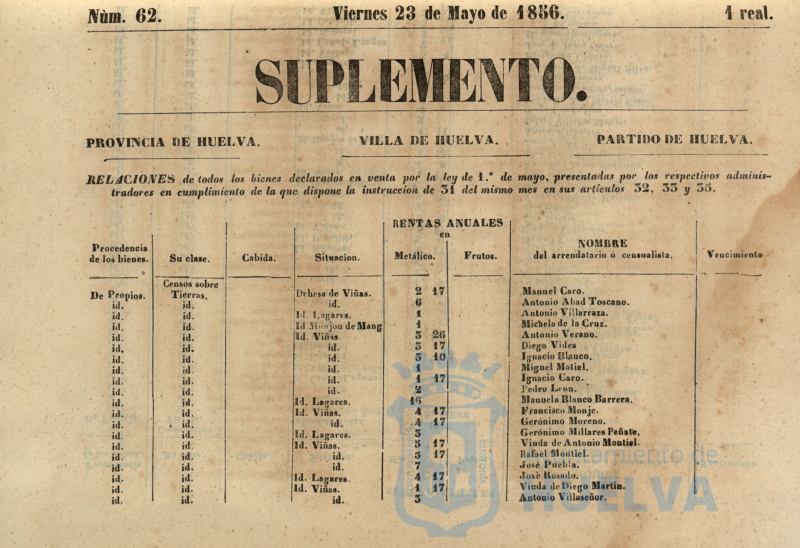 Núm. 62. Viernes 23 de Mayo de 1856. 1 real.
SUPLEMENTO.
PROVINCIA DE HUELVA. VILLA DE HUELVA. PARTIDO DE HUELVA.
RELACIONES de todos los bienes declarados en venta por la ley de 1.º de mayo, presentadas por los respectivos adminis-
tradores en cumplimiento de la que dispone la instruccion de 31 del mismo mes en sus artículos 32, 33 y 35.
RENTAS ANUALES
en
Procedencia de los bienes. Su clase. Cabida. Situacion. Metálico. Frutos. NOMBRE del arrendatario ó censualista. Vencimiento
Censos sobre
De Propios. Tierras. Dehesa de Viñas. 2 17 Manuel Caro.
id. id. id. 6 Antonio Abad Toscano.
id. id. Id. Lagares. 1 Antonio Villarraza.
id. id. Id. Monjon de Mang 1 Michela de la Cruz.
id. id. Id. Viñas. 3 26 Antonio Verano.
id. id. id. 3 17 Diego Vides
id. id. id. 3 10 Ignacio Blanco.
id. id. id. 1 Miguel Motiel.
id. id. id. 1 17 Ignacio Caro.
id. id. id. 2 Pedro Leon.
id. id. Id. Lagares. 16 Manuela Blanco Barrera.
id. id. Id. Viñas. 4 17 Francisco Monje.
id. id. id. 4 17 Gerónimo Moreno.
id. id. Id. Lagares. 3 Gerónimo Millares Peñate.
id. id. Id. Viñas. 3 17 Viuda de Antonio Montiel.
id. id. id. 3 17 Rafael Montiel.
id. id. id. 7 José Puebla.
id. id. Id. Lagares. 4 17 José Rosado.
id. id. Id. Viñas. 1 17 Viuda de Diego Martin.
id. id. id. 3 Antonio Villaseñor.
HUELVA